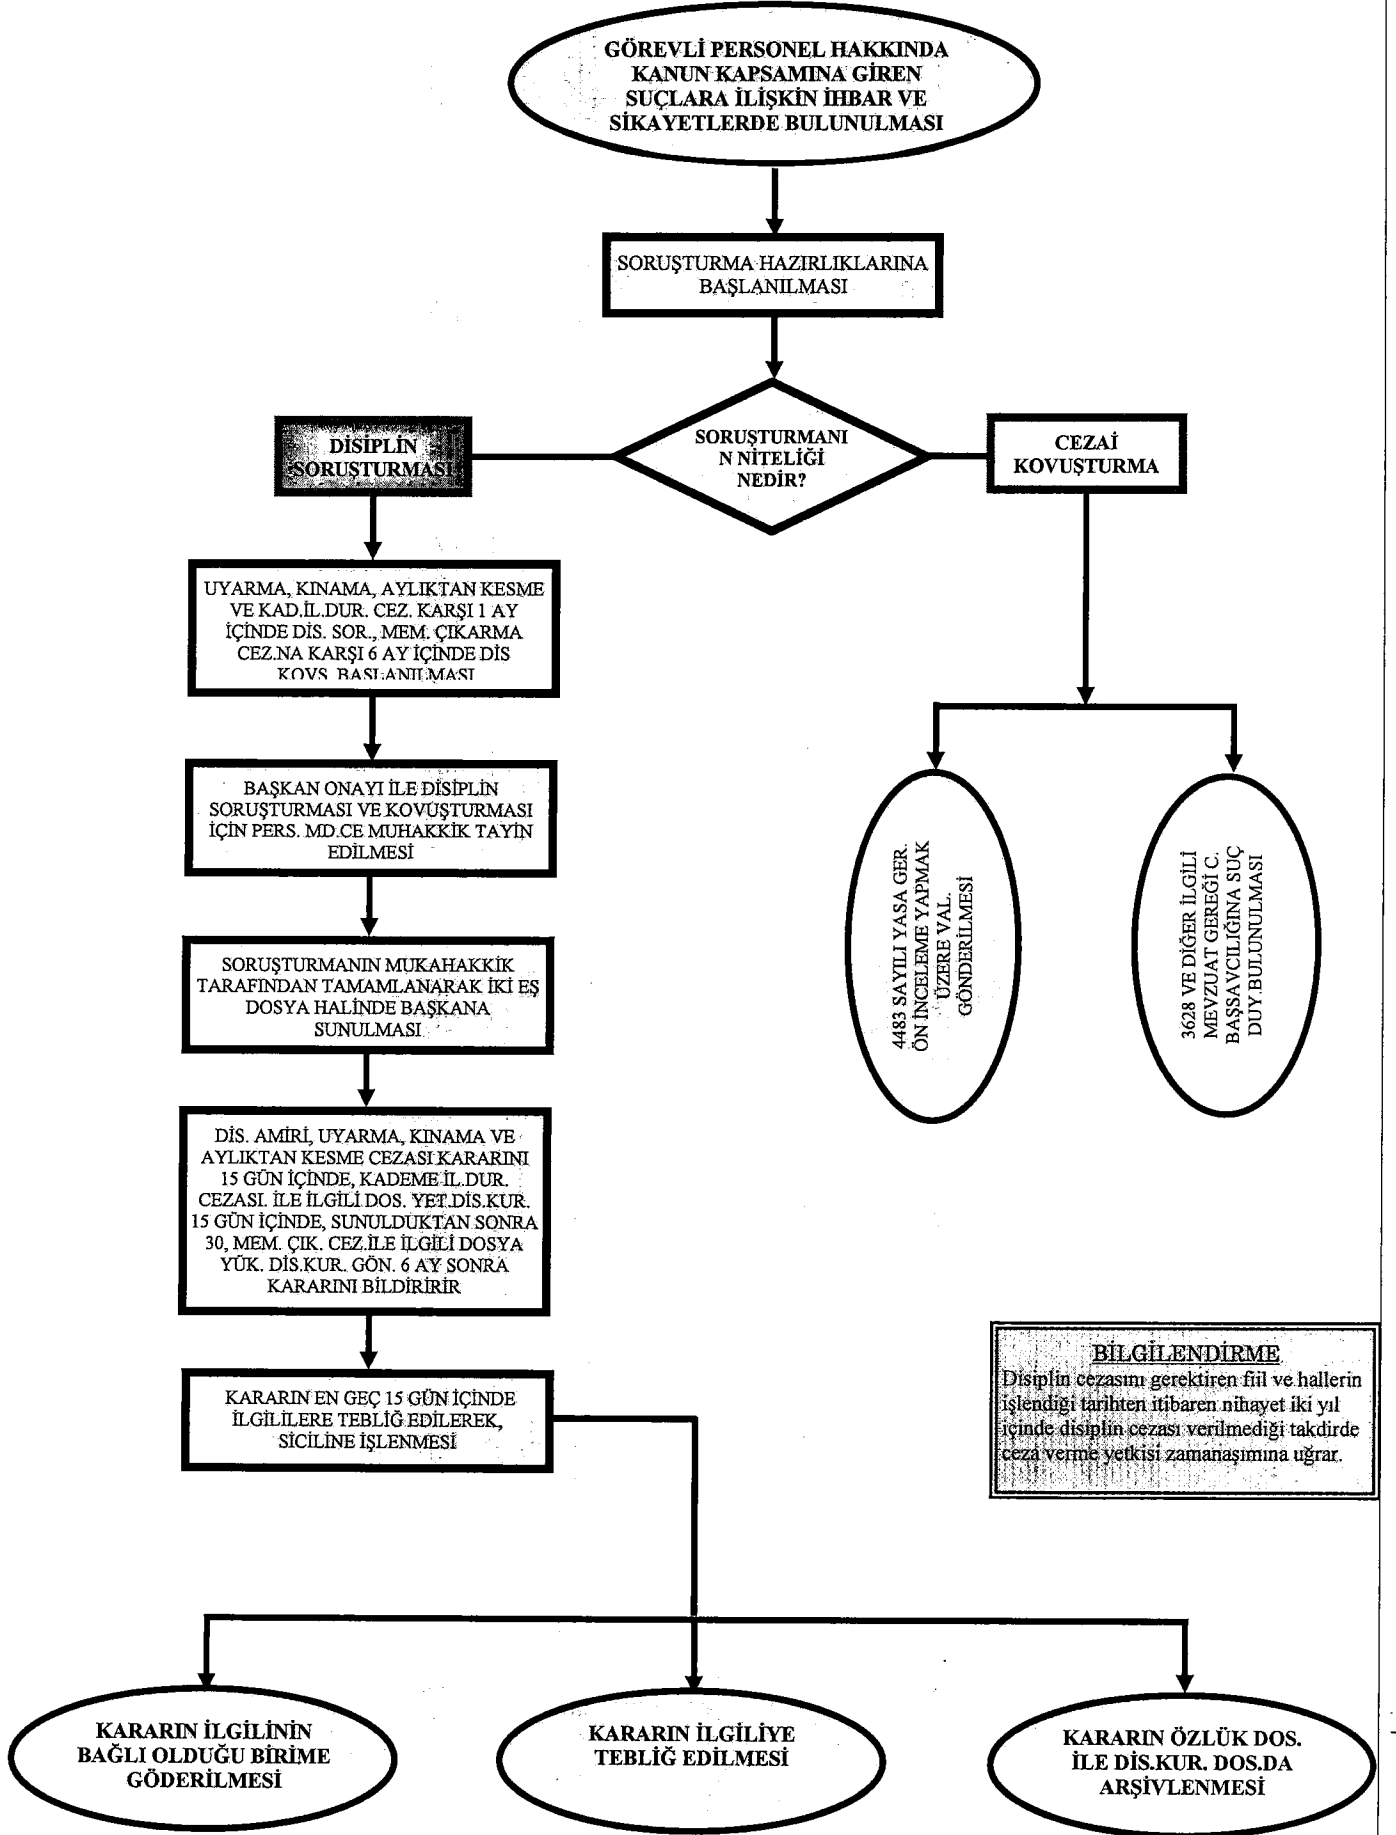 GÖREVLİ PERSONEL HAKKINDA
KANUN KAPSAMINA GİREN
SUÇLARA İLİŞKİN İHBAR VE
SİKAYETLERDE BULUNULMASI
SORUŞTURMA HAZIRLIKLARINA
BAŞLANILMASI
SORUŞTURMANI
N NİTELİĞİ
NEDİR?
DİSİPLİN
SORUŞTURMASI
CEZAİ
KOVUŞTURMA
UYARMA, KINAMA, AYLIKTAN KESME
VE KAD.İL.DUR. CEZ. KARŞI 1 AY
İÇİNDE DİS. SOR., MEM. ÇIKARMA
CEZ.NA KARŞI 6 AY İÇİNDE DİS
KOVS. BAŞLANILMASI
BAŞKAN ONAYI İLE DİSİPLİN
SORUŞTURMASI VE KOVUŞTURMASI
İÇİN PERS. MD.CE MUHAKKİK TAYİN
EDİLMESİ
SORUŞTURMANIN MUKAHAKKİK
TARAFINDAN TAMAMLANARAK İKİ EŞ
DOSYA HALİNDE BAŞKANA
SUNULMASI
DİS. AMİRİ, UYARMA, KINAMA VE
AYLIKTAN KESME CEZASI KARARINI
15 GÜN İÇİNDE, KADEME İL.DUR.
CEZASI. İLE İLGİLİ DOS. YET.DİS.KUR.
15 GÜN İÇİNDE, SUNULDUKTAN SONRA
30, MEM. ÇIK. CEZ.İLE İLGİLİ DOSYA
YÜK. DİS.KUR. GÖN. 6 AY SONRA
KARARINI BİLDİRİRİR
KARARIN EN GEÇ 15 GÜN İÇİNDE
İLGİLİLERE TEBLİĞ EDİLEREK,
SİCİLİNE İŞLENMESİ
4483 SAYILI YASA GER.
ÖN İNCELEME YAPMAK
ÜZERE VAL.
GÖNDERİLMESİ
3628 VE DİĞER İLGİLİ
MEVZUAT GEREĞİ C.
BAŞSAVCILIĞINA SUÇ
DUY.BULUNULMASI
BİLGİLENDİRME
Disiplin cezasını gerektiren fiil ve hallerin
işlendiği tarihten itibaren nihayet iki yıl
içinde disiplin cezası verilmediği takdirde
ceza verme yetkisi zamanaşımına uğrar.
KARARIN İLGİLİNİN
BAĞLI OLDUĞU BİRİME
GÖDERİLMESİ
KARARIN İLGİLİYE
TEBLİĞ EDİLMESİ
KARARIN ÖZLÜK DOS.
İLE DİS.KUR. DOS.DA
ARŞİVLENMESİ